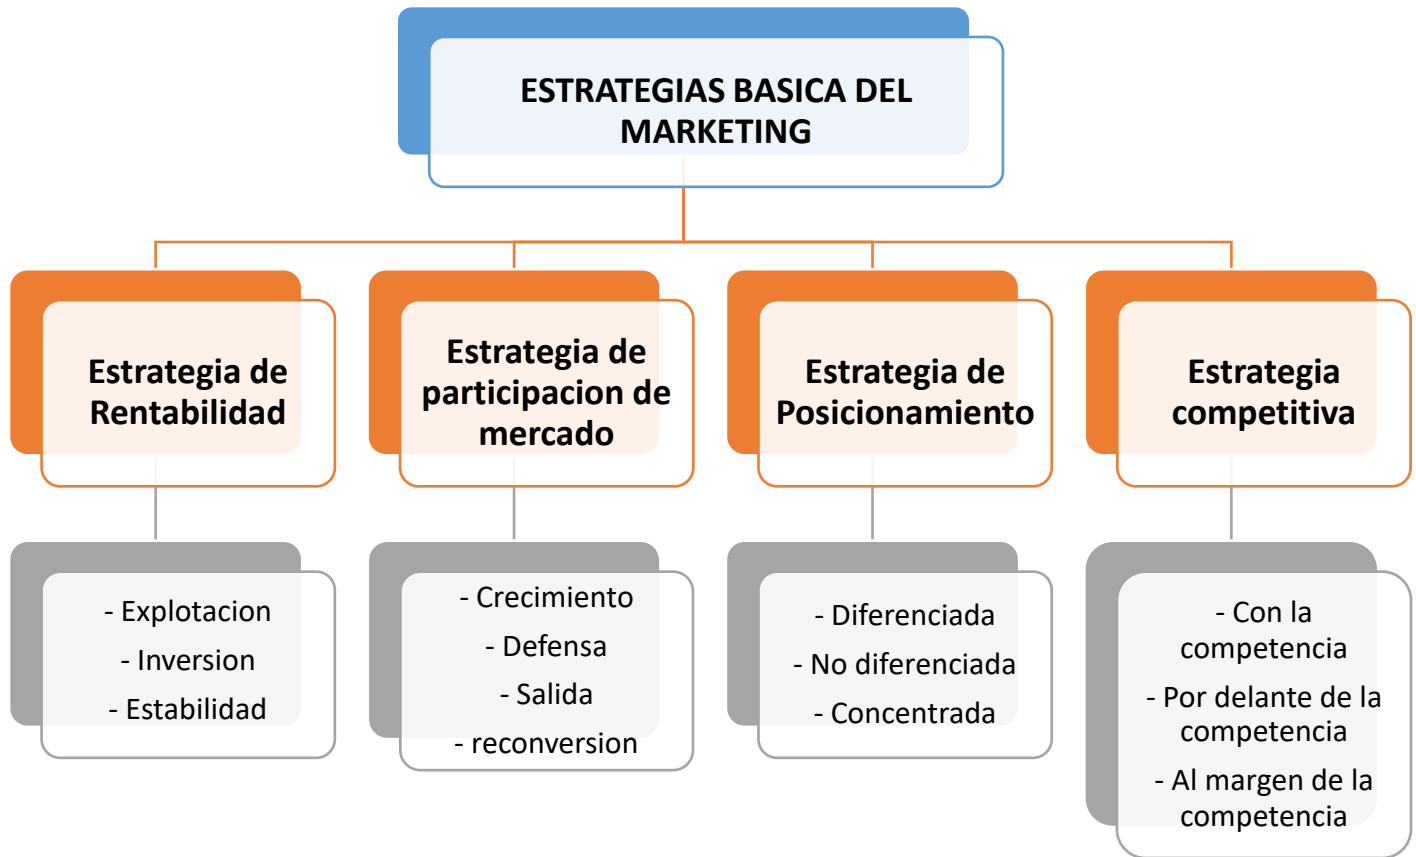 ESTRATEGIAS BASICA DEL
MARKETING
Estrategia de
Rentabilidad
Estrategia de
participacion de
mercado
Estrategia de
Posicionamiento
Estrategia
competitiva
- Explotacion
- Inversion
- Estabilidad
- Crecimiento
- Defensa
- Salida
- reconversion
- Diferenciada
- No diferenciada
- Concentrada
- Con la
competencia
- Por delante de la
competencia
- Al margen de la
competencia